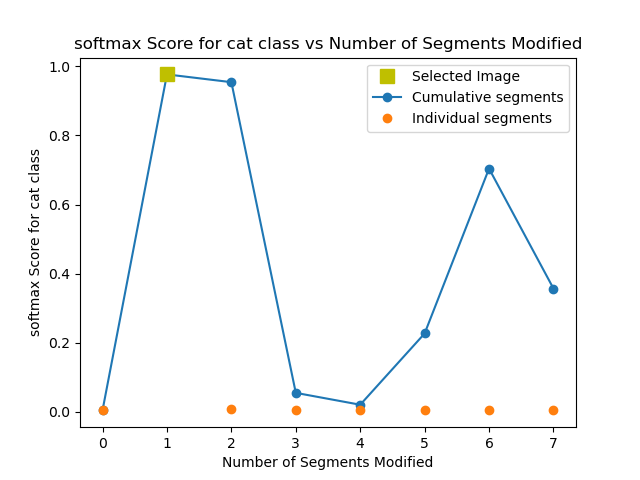 softmax Score for cat class vs Number of Segments Modified
Selected Image
Cumulative segments
Individual segments
softmax Score for cat class
1.0
0.8
0.6
0.4
0.2
0.0
0 1 2 3 4 5 6 7
Number of Segments Modified